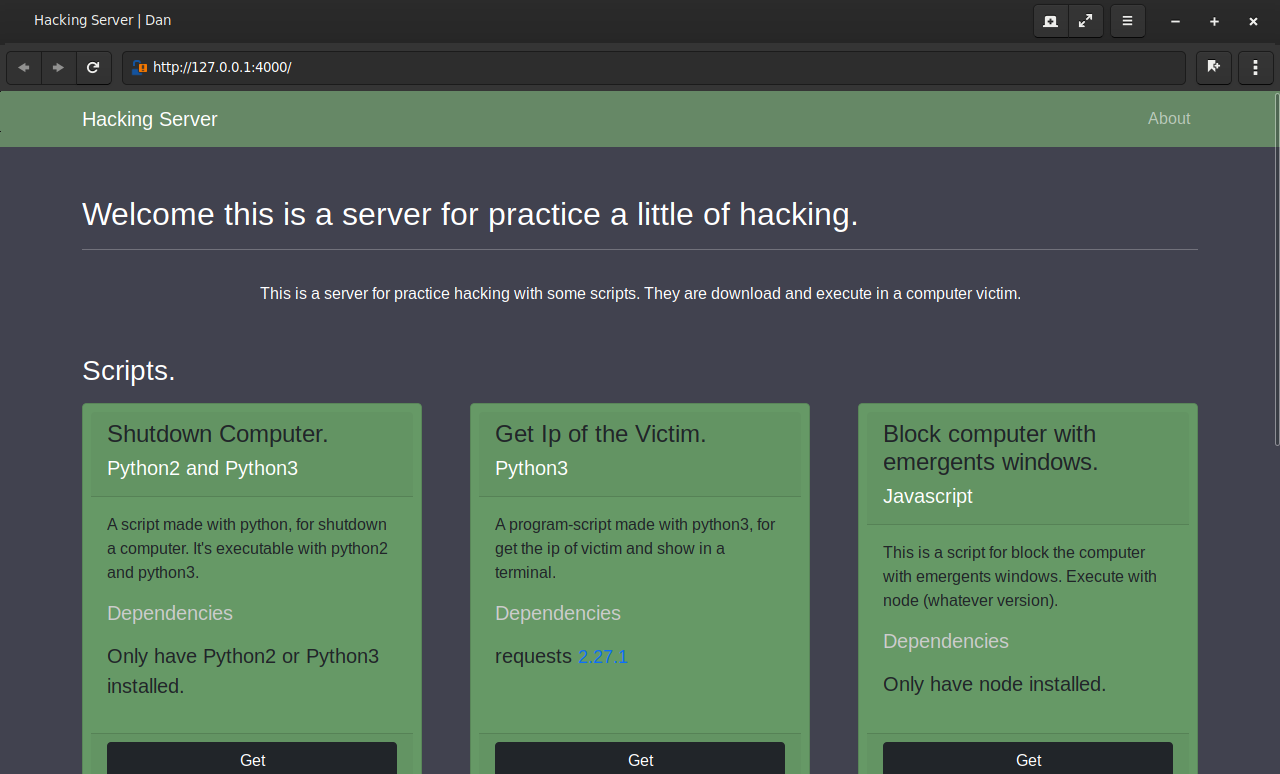 Hacking Server | Dan
http://127.0.0.1:4000/
Hacking Server
About
Welcome this is a server for practice a little of hacking.
This is a server for practice hacking with some scripts. They are download and execute in a computer victim.
Scripts.
Shutdown Computer.
Python2 and Python3
A script made with python, for shutdown
a computer. It's executable with python2
and python3.
Dependencies
Only have Python2 or Python3
installed.
Get
Get Ip of the Victim.
Python3
A program-script made with python3, for
get the ip of victim and show in a
terminal.
Dependencies
requests 2.27.1
Get
Block computer with
emergents windows.
Javascript
This is a script for block the computer
with emergents windows. Execute with
node (whatever version).
Dependencies
Only have node installed.
Get